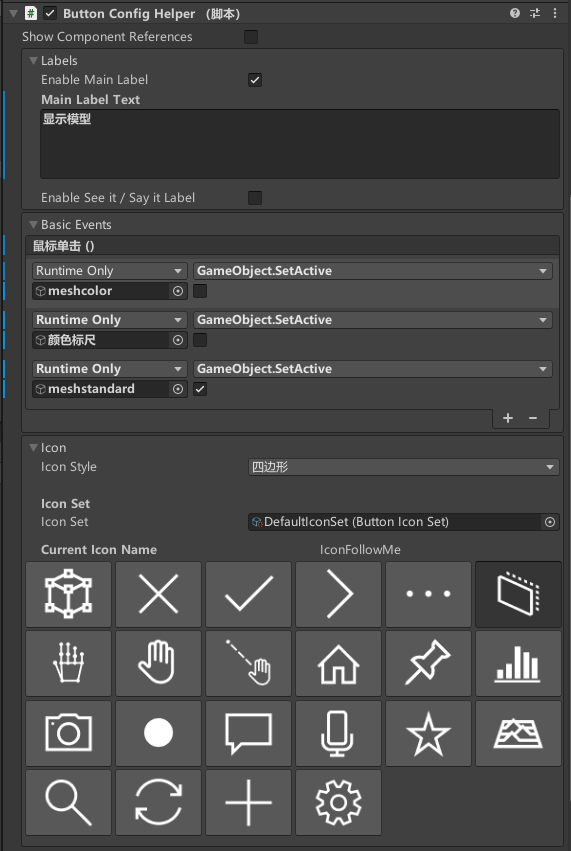 Button Config Helper （脚本）
Show Component References
Labels
Enable Main Label
Main Label Text
显示模型
Enable See it / Say it Label
Basic Events
鼠标单击 ()
Runtime Only GameObject.SetActive
meshcolor
Runtime Only GameObject.SetActive
颜色标尺
Runtime Only GameObject.SetActive
meshstandard
Icon
Icon Style 四边形
Icon Set
Icon Set DefaultIconSet (Button Icon Set)
Current Icon Name IconFollowMe